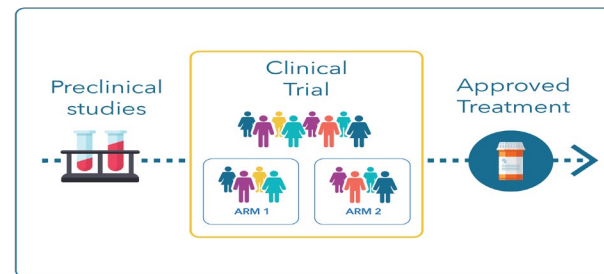 Preclinical
studies
Clinical
Trial
ARM 1
ARM 2
Approved
Treatment